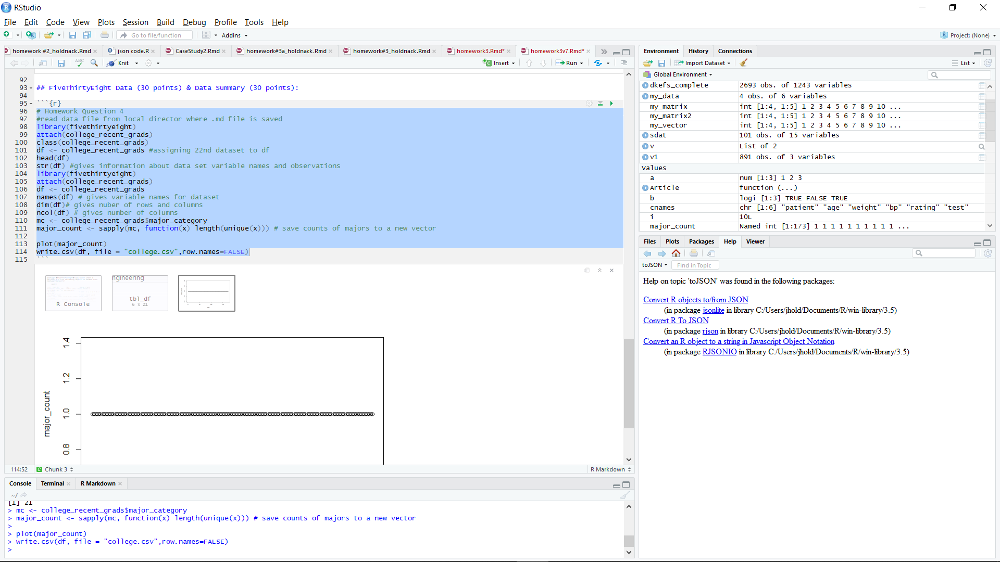 RStudio
File Edit Code View Plots Session Build Debug Profile Tools Help
Go to file/function Addins Project: (None)
homework #2_holdnack.Rmd json code.R CaseStudy2.Rmd homework#3a_holdnack.Rmd homework#3_holdnack.Rmd homework3.Rmd* homework3v7.Rmd*
ABC Knit Insert Run
92
93 ## FiveThirtyEight Data (30 points) & Data Summary (30 points):
94
95 ```{r}
96 # Homework Question 4
97 #read data file from local director where .md file is saved
98 library(fivethirtyeight)
99 attach(college_recent_grads)
100 class(college_recent_grads)
101 df <- college_recent_grads #assigning 22nd dataset to df
102 head(df)
103 str(df) #gives information about data set variable names and observations
104 library(fivethirtyeight)
105 attach(college_recent_grads)
106 df <- college_recent_grads
107 names(df) # gives variable names for dataset
108 dim(df)# gives nuber of rows and columns
109 ncol(df) # gives number of columns
110 mc <- college_recent_grads$major_category
111 major_count <- sapply(mc, function(x) length(unique(x))) # save counts of majors to a new vector
112
113 plot(major_count)
114 write.csv(df, file = "college.csv",row.names=FALSE)
115 ```
R Console
ngineering
tbl_df
6 x 21
1.4
1.2
1.0
0.8
major_count
114:52 Chunk 3 R Markdown
Console Terminal R Markdown
~/
[1] 21
> mc <- college_recent_grads$major_category
> major_count <- sapply(mc, function(x) length(unique(x))) # save counts of majors to a new vector
>
> plot(major_count)
> write.csv(df, file = "college.csv",row.names=FALSE)
>
Environment History Connections
Import Dataset List
Global Environment
dkefs_complete 2693 obs. of 1243 variables
my_data 4 obs. of 6 variables
my_matrix int [1:4, 1:5] 1 2 3 4 5 6 7 8 9 10 ...
my_matrix2 int [1:4, 1:5] 1 2 3 4 5 6 7 8 9 10 ...
my_vector int [1:4, 1:5] 1 2 3 4 5 6 7 8 9 10 ...
sdat 101 obs. of 15 variables
v List of 2
v1 891 obs. of 3 variables
Values
a num [1:3] 1 2 3
Article function (...)
b logi [1:3] TRUE FALSE TRUE
cnames chr [1:6] "patient" "age" "weight" "bp" "rating" "test"
i 10L
major_count Named int [1:173] 1 1 1 1 1 1 1 1 1 1 ...
Files Plots Packages Help Viewer
toJSON Find in Topic
Help on topic 'toJSON' was found in the following packages:
Convert R objects to/from JSON
(in package jsonlite in library C:/Users/jhold/Documents/R/win-library/3.5)
Convert R To JSON
(in package rjson in library C:/Users/jhold/Documents/R/win-library/3.5)
Convert an R object to a string in Javascript Object Notation
(in package RJSONIO in library C:/Users/jhold/Documents/R/win-library/3.5)